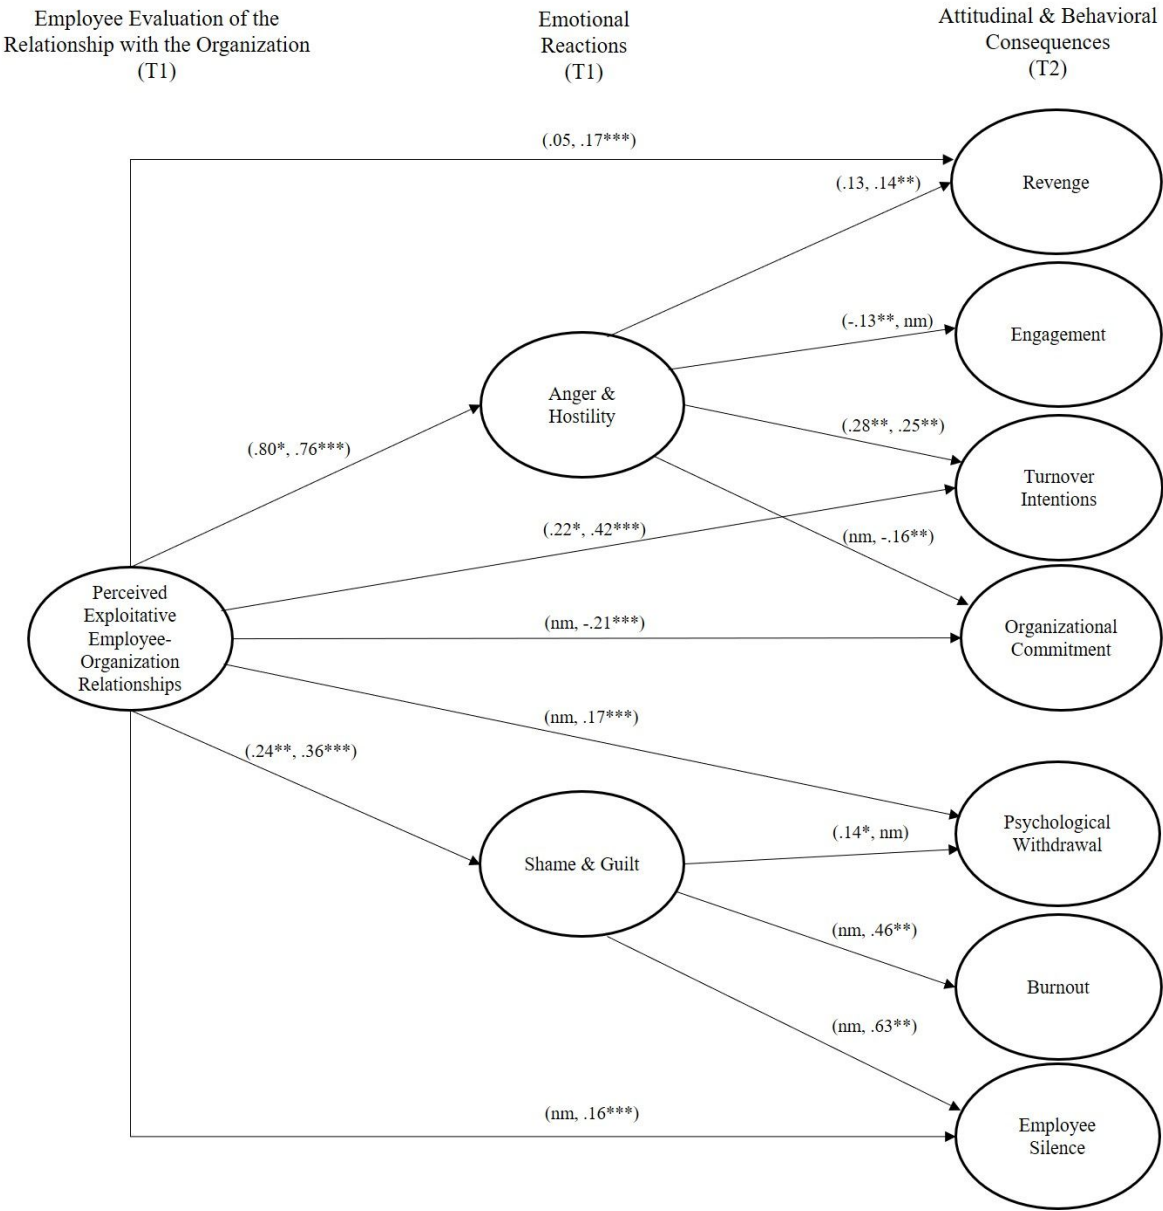 Employee Evaluation of the
Relationship with the Organization
(T1)
Emotional
Reactions
(T1)
Attitudinal & Behavioral
Consequences
(T2)
(.05, .17***)
Revenge
(.13, .14**)
(-.13**, nm)
Engagement
Anger &
Hostility
(.28**, .25**)
(.80*, .76***)
Turnover
Intentions
(.22*, .42***)
(nm, -.16**)
Perceived
Exploitative
Employee-
Organization
Relationships
(nm, -.21***)
Organizational
Commitment
(nm, .17***)
(.24**, .36***)
Psychological
Withdrawal
(.14*, nm)
Shame & Guilt
(nm, .46**)
Burnout
(nm, .63**)
(nm, .16***)
Employee
Silence